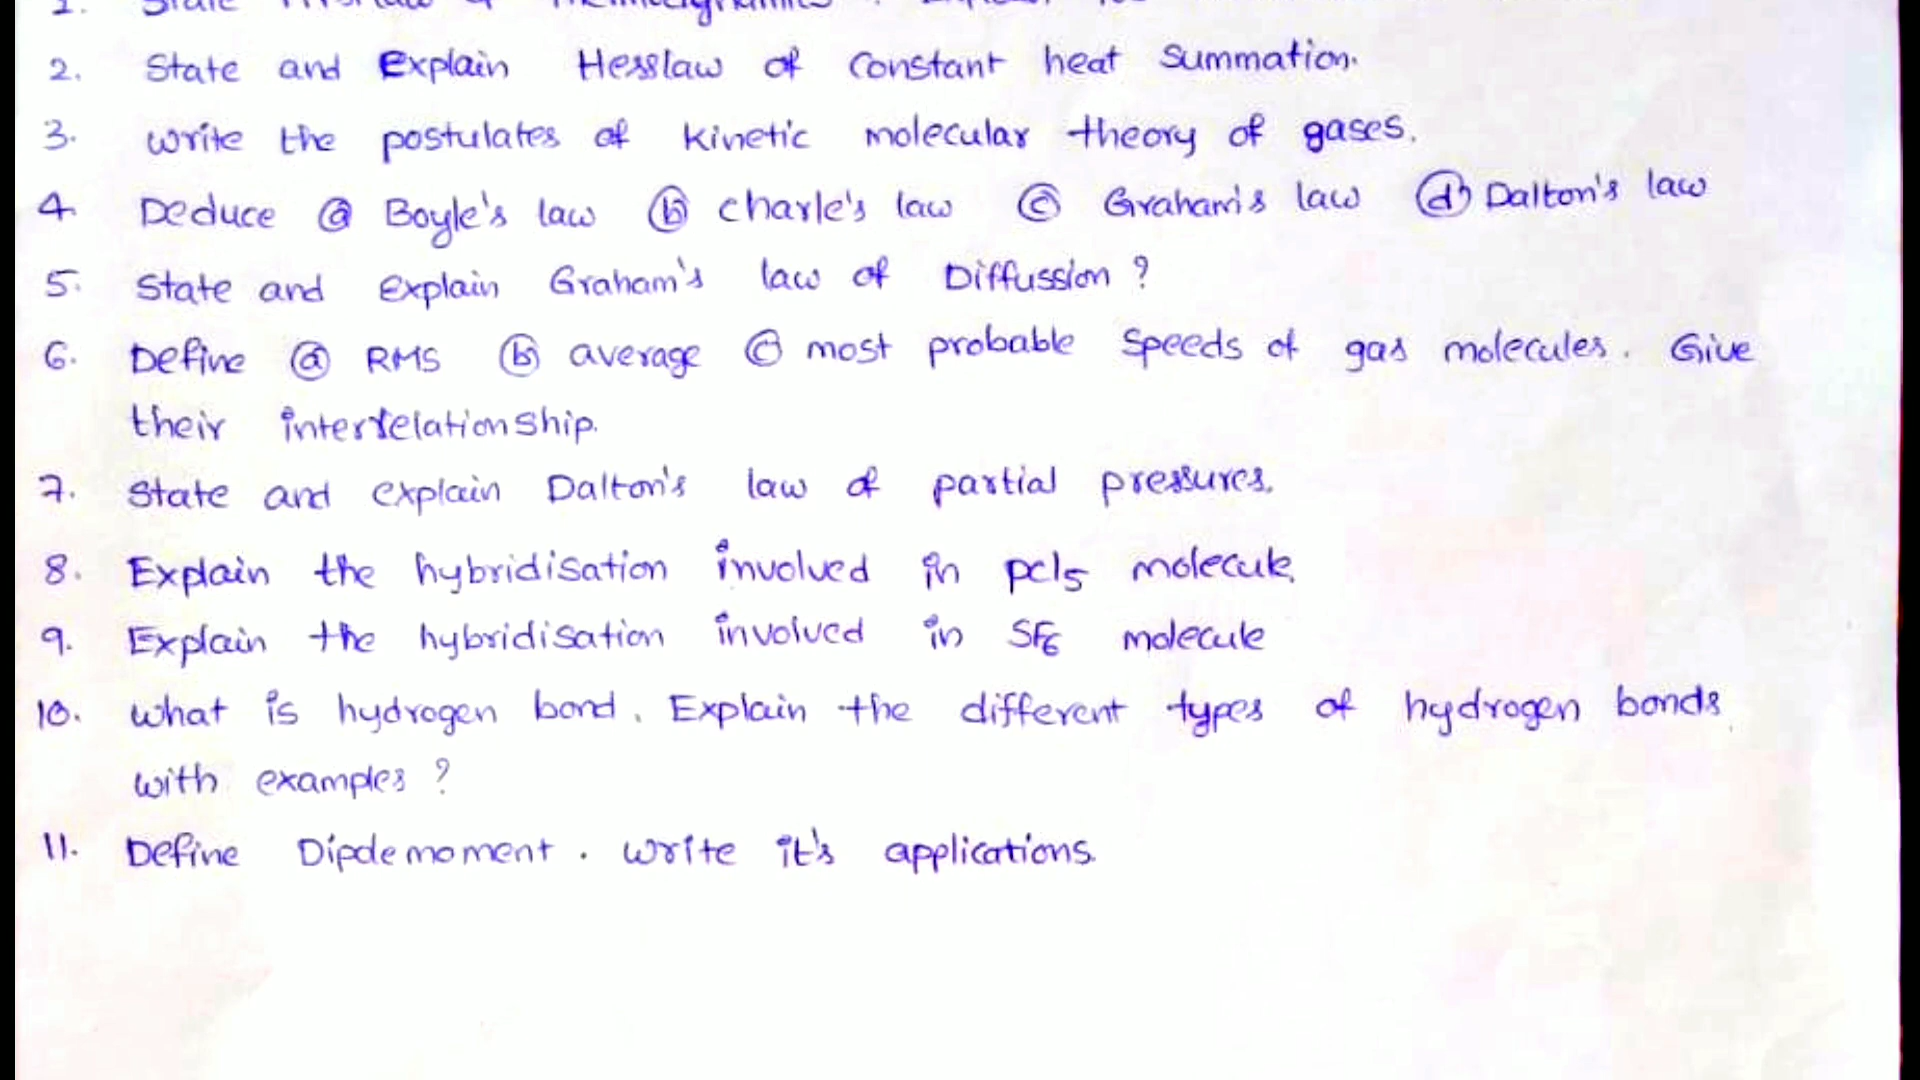 1. State
2. State and Explain Hesslaw of Constant heat Summation.
3. write the postulates of kinetic molecular theory of gases.
4. Deduce ⓐ Boyle's law ⓑ charle's law ⓒ Graham's law ⓓ Dalton's law
5. State and explain Graham's law of Diffussion ?
6. Define ⓐ RMS ⓑ average ⓒ most probable speeds of gas molecules. Give
their interrelationship.
7. State and explain Dalton's law of partial pressures.
8. Explain the hybridisation involved in pcl5 molecule.
9. Explain the hybridisation involved in SF6 molecule
10. what is hydrogen bond. Explain the different types of hydrogen bonds
with examples ?
11. Define Dipolemoment. write it's applications.